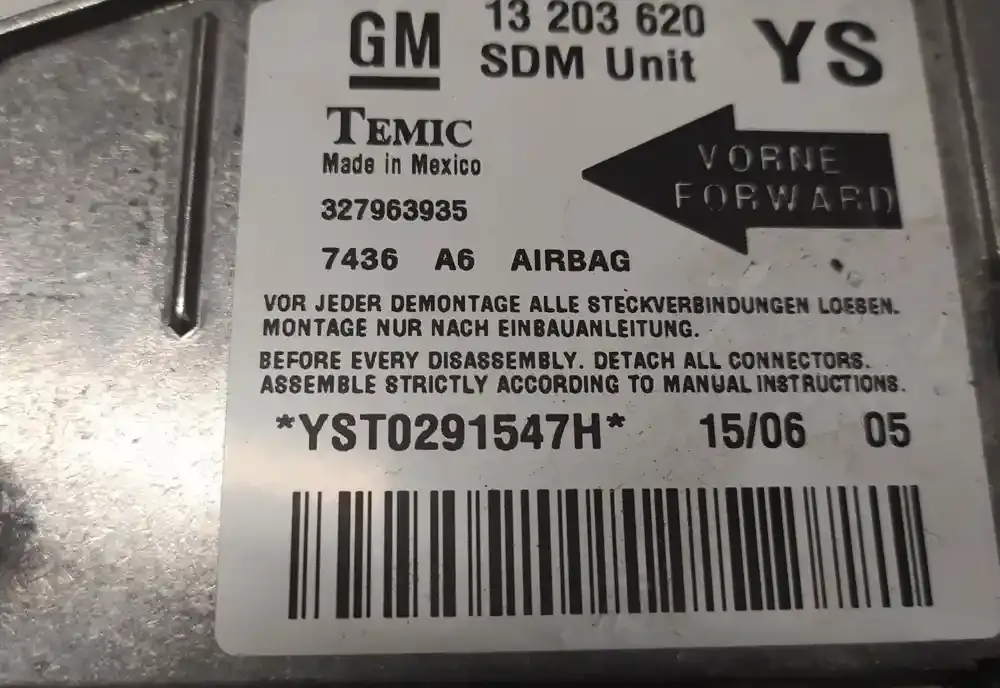 GM 13 203 620 YS
SDM Unit
TEMIC
Made in Mexico
VORNE
FORWARD
327963935
7436 A6 AIRBAG
VOR JEDER DEMONTAGE ALLE STECKVERBINDUNGEN LOESEN.
MONTAGE NUR NACH EINBAUANLEITUNG.
BEFORE EVERY DISASSEMBLY. DETACH ALL CONNECTORS.
ASSEMBLE STRICTLY ACCORDING TO MANUAL INSTRUCTIONS.
*YST0291547H* 15/06 05